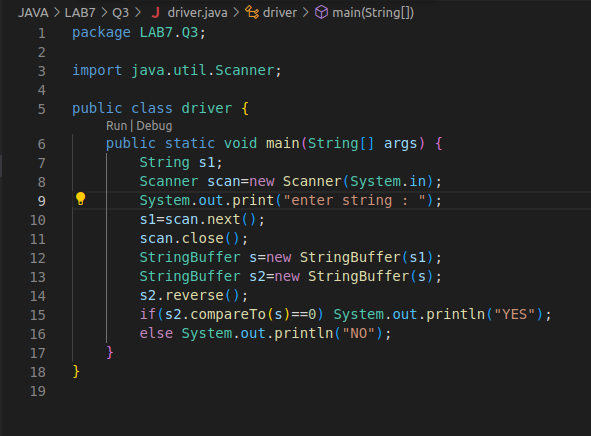 JAVA > LAB7 > Q3 > J driver.java > driver > main(String[])
1 package LAB7.Q3;
2
3 import java.util.Scanner;
4
5 public class driver {
Run | Debug
6     public static void main(String[] args) {
7         String s1;
8         Scanner scan=new Scanner(System.in);
9         System.out.print("enter string : ");
10         s1=scan.next();
11         scan.close();
12         StringBuffer s=new StringBuffer(s1);
13         StringBuffer s2=new StringBuffer(s);
14         s2.reverse();
15         if(s2.compareTo(s)==0) System.out.println("YES");
16         else System.out.println("NO");
17     }
18 }
19